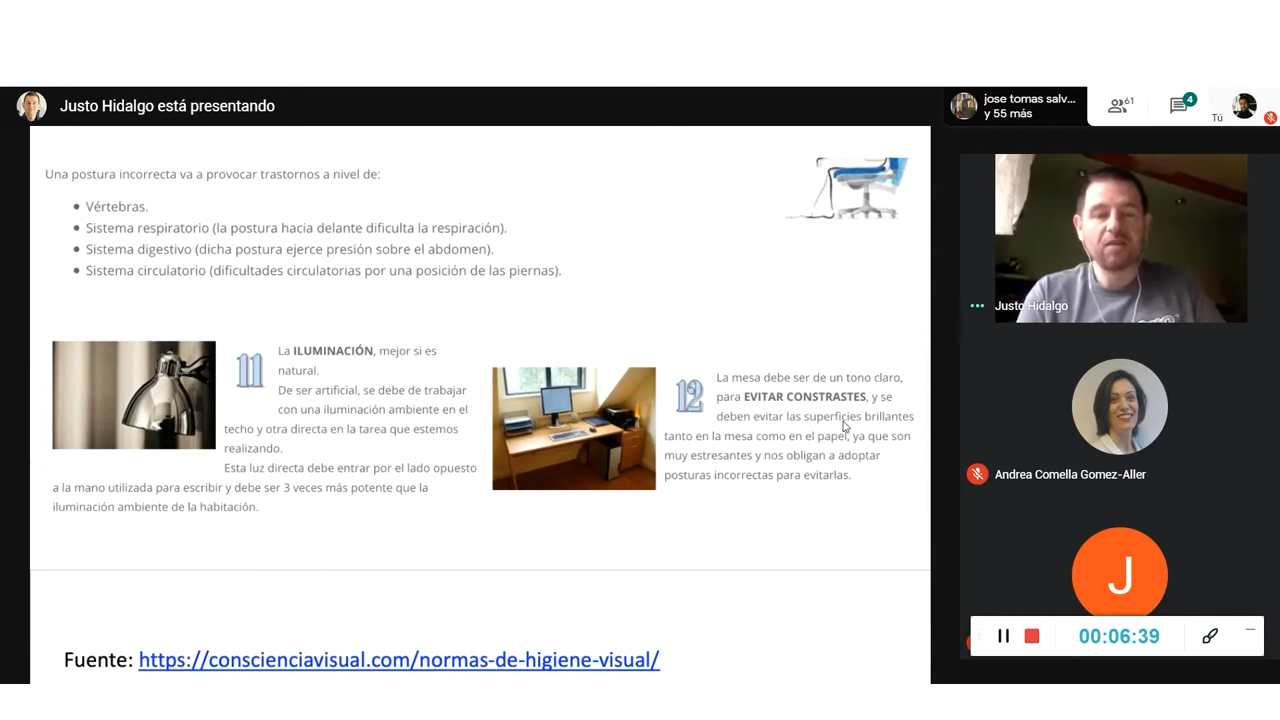 Justo Hidalgo está presentando
jose tomas salv...
y 55 más
61
4
Tú
Una postura incorrecta va a provocar trastornos a nivel de:
Vértebras.
Sistema respiratorio (la postura hacia delante dificulta la respiración).
Sistema digestivo (dicha postura ejerce presión sobre el abdomen).
Sistema circulatorio (dificultades circulatorias por una posición de las piernas).
11
La ILUMINACIÓN, mejor si es
natural.
De ser artificial, se debe de trabajar
con una iluminación ambiente en el
techo y otra directa en la tarea que estemos
realizando.
Esta luz directa debe entrar por el lado opuesto
a la mano utilizada para escribir y debe ser 3 veces más potente que la
iluminación ambiente de la habitación.
12
La mesa debe ser de un tono claro,
para EVITAR CONSTRASTES, y se
deben evitar las superficies brillantes
tanto en la mesa como en el papel, ya que son
muy estresantes y nos obligan a adoptar
posturas incorrectas para evitarlas.
Fuente: https://conscienciavisual.com/normas-de-higiene-visual/
Justo Hidalgo
Andrea Comella Gomez-Aller
J
00:06:39